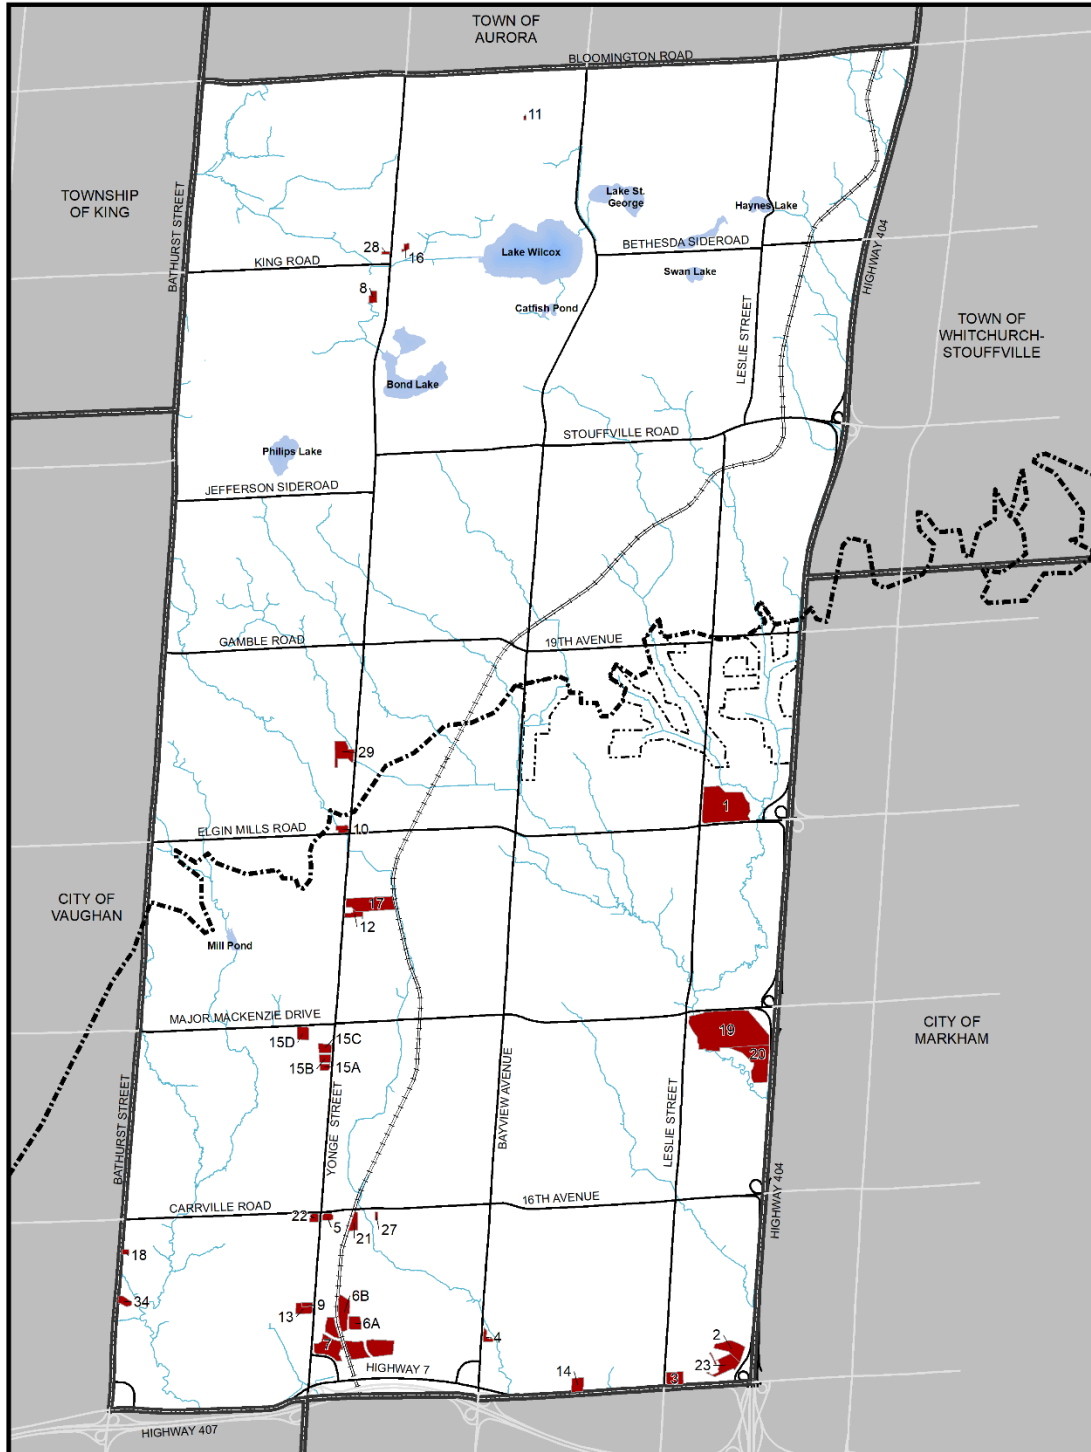 TOWN OF
AURORA
BLOOMINGTON ROAD
11
TOWNSHIP
OF KING
BATHURST STREET
Lake St.
George
Haynes Lake
HIGHWAY 404
28
16
KING ROAD
Lake Wilcox
BETHESDA SIDEROAD
Swan Lake
8
Catfish Pond
TOWN OF
WHITCHURCH-
STOUFFVILLE
LESLIE STREET
Bond Lake
STOUFFVILLE ROAD
Philips Lake
JEFFERSON SIDEROAD
GAMBLE ROAD
19TH AVENUE
29
1
ELGIN MILLS ROAD
10
CITY OF
VAUGHAN
17
12
Mill Pond
MAJOR MACKENZIE DRIVE
19
CITY OF
MARKHAM
15D
15C
20
15B
15A
BATHURST STREET
YONGE STREET
BAYVIEW AVENUE
LESLIE STREET
HIGHWAY 404
CARRVILLE ROAD
16TH AVENUE
22
5
21
27
18
34
9
6B
13
6A
7
4
2
HIGHWAY 7
14
3
23
HIGHWAY 407